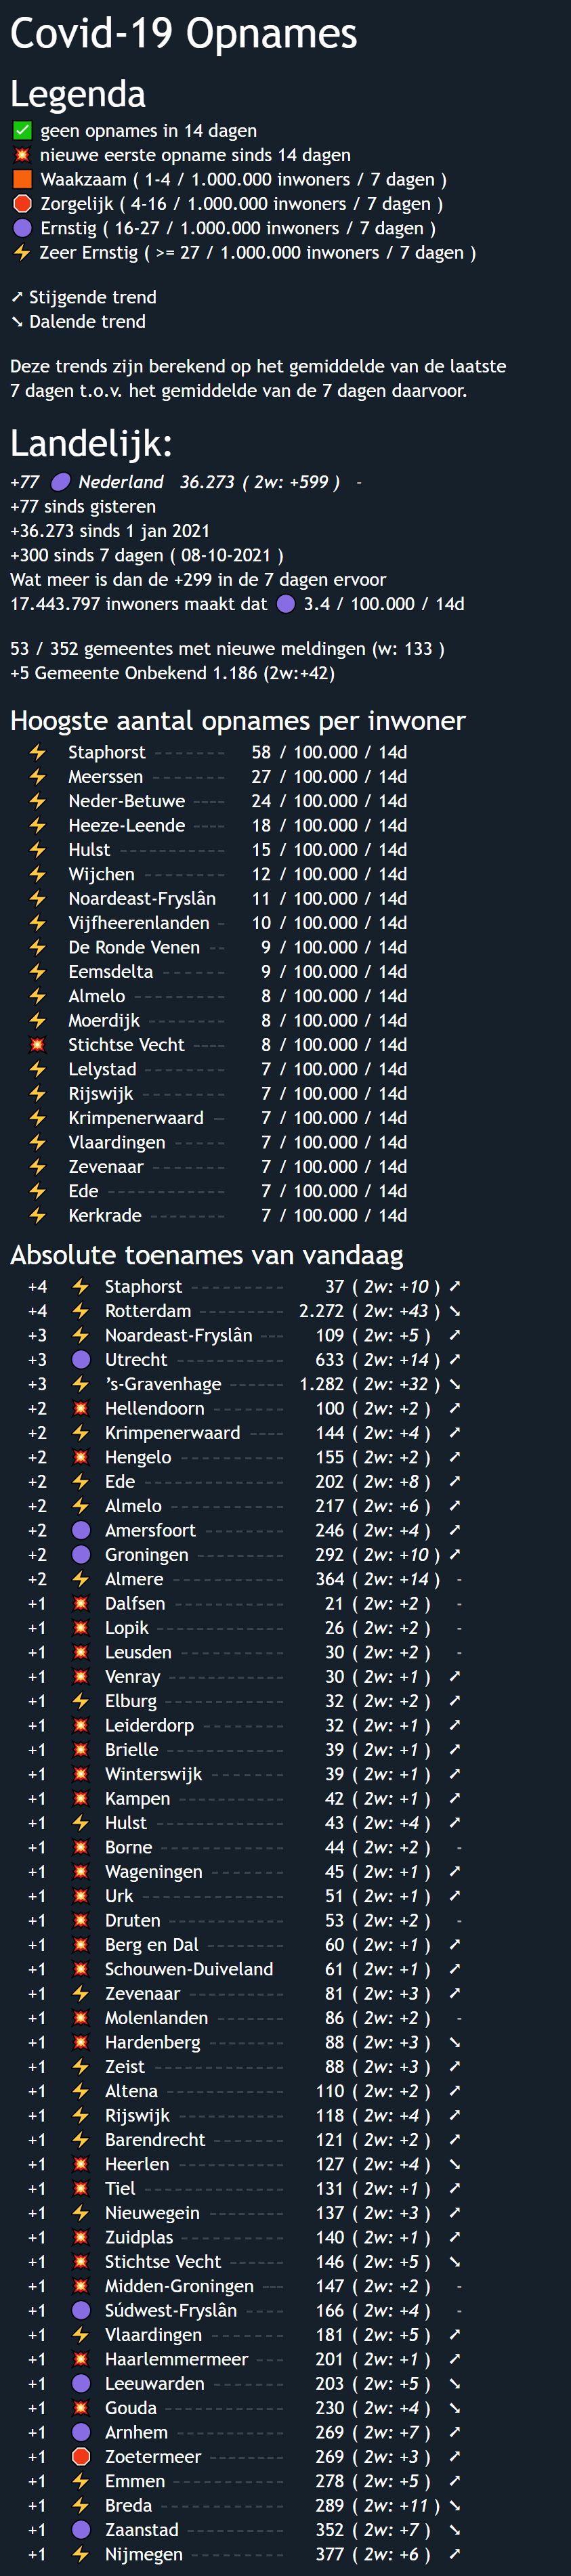 Covid-19 Opnames
Legenda
✅ geen opnames in 14 dagen
💥 nieuwe eerste opname sinds 14 dagen
🟧 Waakzaam ( 1-4 / 1.000.000 inwoners / 7 dagen )
🛑 Zorgelijk ( 4-16 / 1.000.000 inwoners / 7 dagen )
🟣 Ernstig ( 16-27 / 1.000.000 inwoners / 7 dagen )
⚡ Zeer Ernstig ( >= 27 / 1.000.000 inwoners / 7 dagen )
➚ Stijgende trend
➘ Dalende trend
Deze trends zijn berekend op het gemiddelde van de laatste
7 dagen t.o.v. het gemiddelde van de 7 dagen daarvoor.
Landelijk:
+77 🟣 Nederland 36.273 ( 2w: +599 ) -
+77 sinds gisteren
+36.273 sinds 1 jan 2021
+300 sinds 7 dagen ( 08-10-2021 )
Wat meer is dan de +299 in de 7 dagen ervoor
17.443.797 inwoners maakt dat 🟣 3.4 / 100.000 / 14d
53 / 352 gemeentes met nieuwe meldingen (w: 133 )
+5 Gemeente Onbekend 1.186 (2w:+42)
Hoogste aantal opnames per inwoner
⚡ Staphorst 58 / 100.000 / 14d
⚡ Meerssen 27 / 100.000 / 14d
⚡ Neder-Betuwe 24 / 100.000 / 14d
⚡ Heeze-Leende 18 / 100.000 / 14d
⚡ Hulst 15 / 100.000 / 14d
⚡ Wijchen 12 / 100.000 / 14d
⚡ Noardeast-Fryslân 11 / 100.000 / 14d
⚡ Vijfheerenlanden 10 / 100.000 / 14d
⚡ De Ronde Venen 9 / 100.000 / 14d
⚡ Eemsdelta 9 / 100.000 / 14d
⚡ Almelo 8 / 100.000 / 14d
⚡ Moerdijk 8 / 100.000 / 14d
💥 Stichtse Vecht 8 / 100.000 / 14d
⚡ Lelystad 7 / 100.000 / 14d
⚡ Rijswijk 7 / 100.000 / 14d
⚡ Krimpenerwaard 7 / 100.000 / 14d
⚡ Vlaardingen 7 / 100.000 / 14d
⚡ Zevenaar 7 / 100.000 / 14d
⚡ Ede 7 / 100.000 / 14d
⚡ Kerkrade 7 / 100.000 / 14d
Absolute toenames van vandaag
+4 ⚡ Staphorst 37 ( 2w: +10 ) ➚
+4 ⚡ Rotterdam 2.272 ( 2w: +43 ) ➘
+3 ⚡ Noardeast-Fryslân 109 ( 2w: +5 ) ➚
+3 🟣 Utrecht 633 ( 2w: +14 ) ➚
+3 ⚡ 's-Gravenhage 1.282 ( 2w: +32 ) ➘
+2 💥 Hellendoorn 100 ( 2w: +2 ) ➚
+2 ⚡ Krimpenerwaard 144 ( 2w: +4 ) ➚
+2 💥 Hengelo 155 ( 2w: +2 ) ➚
+2 ⚡ Ede 202 ( 2w: +8 ) ➚
+2 ⚡ Almelo 217 ( 2w: +6 ) ➚
+2 🟣 Amersfoort 246 ( 2w: +4 ) ➚
+2 🟣 Groningen 292 ( 2w: +10 ) ➚
+2 ⚡ Almere 364 ( 2w: +14 ) -
+1 💥 Dalfsen 21 ( 2w: +2 ) -
+1 💥 Lopik 26 ( 2w: +2 ) -
+1 💥 Leusden 30 ( 2w: +2 ) -
+1 💥 Venray 30 ( 2w: +1 ) ➚
+1 ⚡ Elburg 32 ( 2w: +2 ) ➚
+1 💥 Leiderdorp 32 ( 2w: +1 ) ➚
+1 💥 Brielle 39 ( 2w: +1 ) ➚
+1 💥 Winterswijk 39 ( 2w: +1 ) ➚
+1 💥 Kampen 42 ( 2w: +1 ) ➚
+1 ⚡ Hulst 43 ( 2w: +4 ) ➚
+1 💥 Borne 44 ( 2w: +2 ) -
+1 💥 Wageningen 45 ( 2w: +1 ) ➚
+1 💥 Urk 51 ( 2w: +1 ) ➚
+1 💥 Druten 53 ( 2w: +2 ) -
+1 💥 Berg en Dal 60 ( 2w: +1 ) ➚
+1 💥 Schouwen-Duiveland 61 ( 2w: +1 ) ➚
+1 ⚡ Zevenaar 81 ( 2w: +3 ) ➚
+1 💥 Molenlanden 86 ( 2w: +2 ) -
+1 💥 Hardenberg 88 ( 2w: +3 ) ➘
+1 ⚡ Zeist 88 ( 2w: +3 ) ➚
+1 ⚡ Altena 110 ( 2w: +2 ) ➚
+1 ⚡ Rijswijk 118 ( 2w: +4 ) ➚
+1 ⚡ Barendrecht 121 ( 2w: +2 ) ➚
+1 💥 Heerlen 127 ( 2w: +4 ) ➘
+1 💥 Tiel 131 ( 2w: +1 ) ➚
+1 ⚡ Nieuwegein 137 ( 2w: +3 ) ➚
+1 💥 Zuidplas 140 ( 2w: +1 ) ➚
+1 💥 Stichtse Vecht 146 ( 2w: +5 ) ➘
+1 💥 Midden-Groningen 147 ( 2w: +2 ) -
+1 🟣 Súdwest-Fryslân 166 ( 2w: +4 ) -
+1 ⚡ Vlaardingen 181 ( 2w: +5 ) ➚
+1 💥 Haarlemmermeer 201 ( 2w: +1 ) ➚
+1 🟣 Leeuwarden 203 ( 2w: +5 ) ➘
+1 💥 Gouda 230 ( 2w: +4 ) ➘
+1 🟣 Arnhem 269 ( 2w: +7 ) ➚
+1 🛑 Zoetermeer 269 ( 2w: +3 ) ➚
+1 ⚡ Emmen 278 ( 2w: +5 ) ➚
+1 ⚡ Breda 289 ( 2w: +11 ) ➘
+1 🟣 Zaanstad 352 ( 2w: +7 ) ➘
+1 ⚡ Nijmegen 377 ( 2w: +6 ) ➚